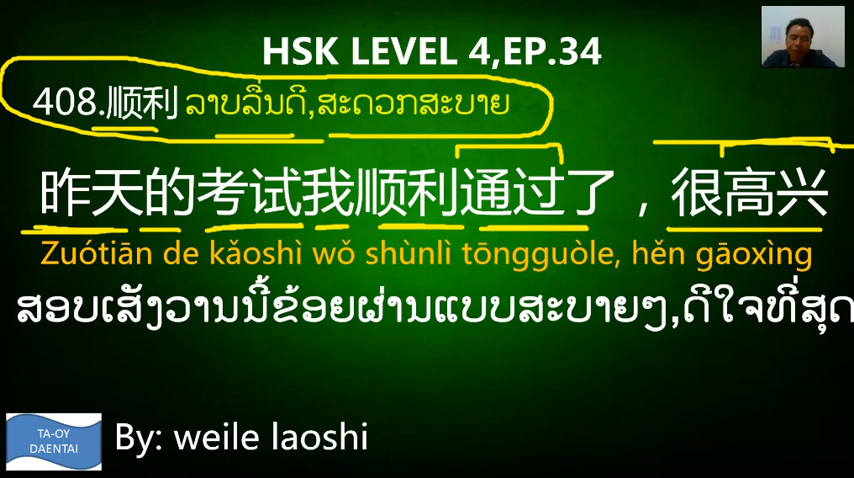 HSK LEVEL 4,EP.34
408.顺利 ລາບລື່ນດີ,ສະດວກສະບາຍ
昨天的考试我顺利通过了，很高兴
Zuótiān de kǎoshì wǒ shùnlì tōngguòle, hěn gāoxìng
ສອບເສັງວານນີ້ຂ້ອຍຜ່ານແບບສະບາຍໆ,ດີໃຈທີ່ສຸດ
TA-OY
DAENTAI
By: weile laoshi